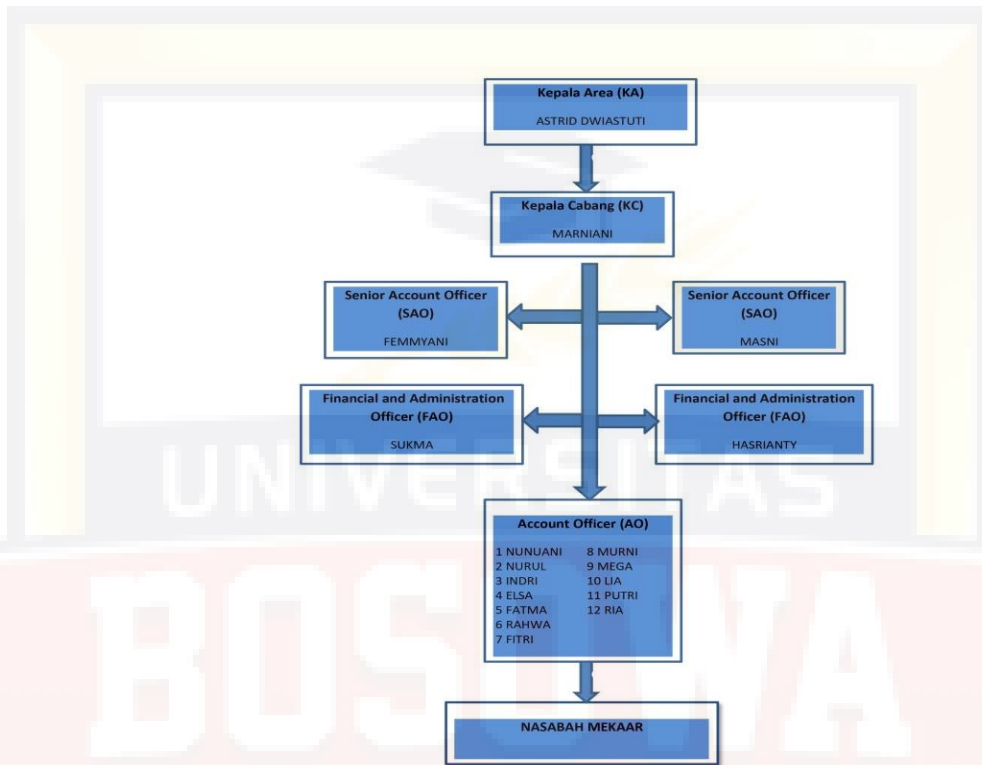 Kepala Area (KA)
ASTRID DWIASTUTI
Kepala Cabang (KC)
MARNIANI
Senior Account Officer
(SAO)
FEMMYANI
Senior Account Officer
(SAO)
MASNI
Financial and Administration
Officer (FAO)
SUKMA
Financial and Administration
Officer (FAO)
HASRIANTY
UNIVERSITAS
Account Officer (AO)
1 NUNUANI 8 MURNI
2 NURUL 9 MEGA
3 INDRI 10 LIA
4 ELSA 11 PUTRI
5 FATMA 12 RIA
6 RAHWA
7 FITRI
BOSOWA
NASABAH MEKAAR